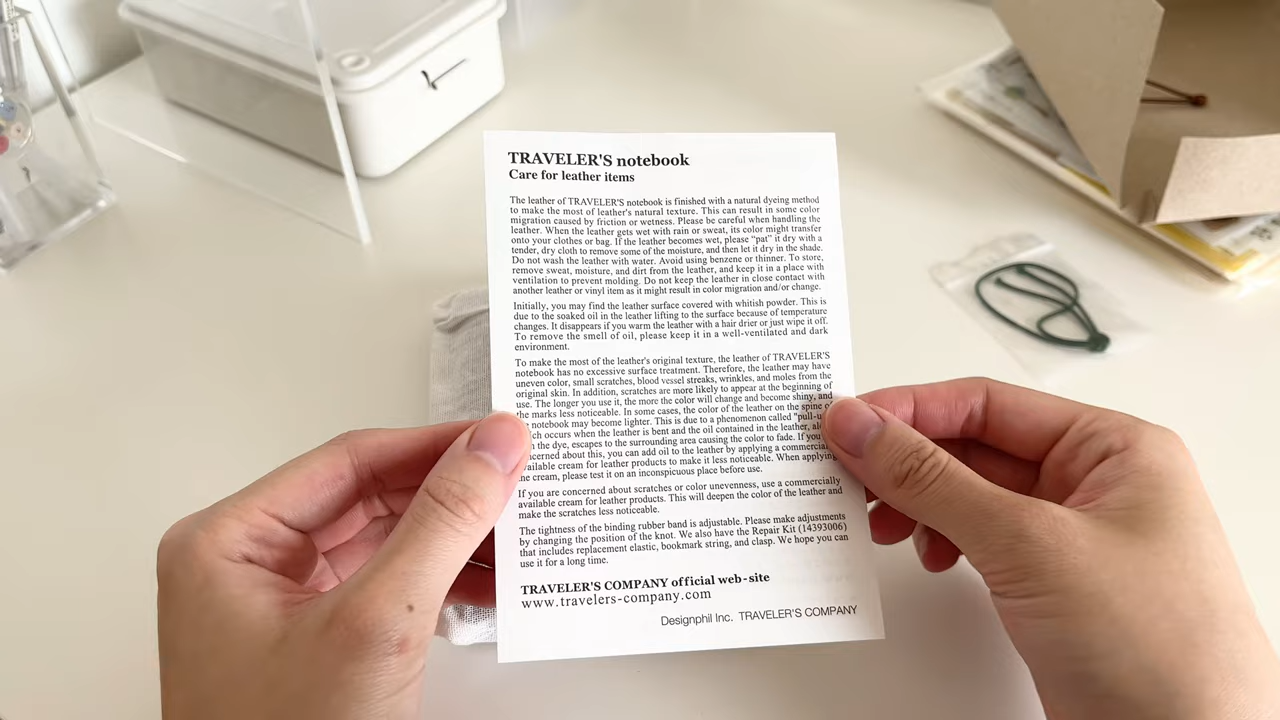 TRAVELER'S notebook
Care for leather items
The leather of TRAVELER'S notebook is finished with a natural dyeing method
to make the most of leather's natural texture. This can result in some color
migration caused by friction or wetness. Please be careful when handling the
leather. When the leather gets wet with rain or sweat, its color might transfer
onto your clothes or bag. If the leather becomes wet, please "pat" it dry with a
tender, dry cloth to remove some of the moisture, and then let it dry in the shade.
Do not wash the leather with water. Avoid using benzene or thinner. To store,
remove sweat, moisture, and dirt from the leather, and keep it in a place with
ventilation to prevent molding. Do not keep the leather in close contact with
another leather or vinyl item as it might result in color migration and/or change.
Initially, you may find the leather surface covered with whitish powder. This is
due to the soaked oil in the leather lifting to the surface because of temperature
changes. It disappears if you warm the leather with a hair drier or just wipe it off.
To remove the smell of oil, please keep it in a well-ventilated and dark
environment.
To make the most of the leather's original texture, the leather of TRAVELER'S
notebook has no excessive surface treatment. Therefore, the leather may have
uneven color, small scratches, blood vessel streaks, wrinkles, and moles from the
original skin. In addition, scratches are more likely to appear at the beginning of
use. The longer you use it, the more the color will change and become shiny, and
the marks less noticeable. In some cases, the color of the leather on the spine of
notebook may become lighter. This is due to a phenomenon called "pull-u
ch occurs when the leather is bent and the oil contained in the leather, alo
the dye, escapes to the surrounding area causing the color to fade. If you
ncerned about this, you can add oil to the leather by applying a commercial
vailable cream for leather products to make it less noticeable. When applying
he cream, please test it on an inconspicuous place before use.
If you are concerned about scratches or color unevenness, use a commercially
available cream for leather products. This will deepen the color of the leather and
make the scratches less noticeable.
The tightness of the binding rubber band is adjustable. Please make adjustments
by changing the position of the knot. We also have the Repair Kit (14393006)
that includes replacement elastic, bookmark string, and clasp. We hope you can
use it for a long time.
TRAVELER'S COMPANY official web-site
www.travelers-company.com
Designphil Inc. TRAVELER'S COMPANY